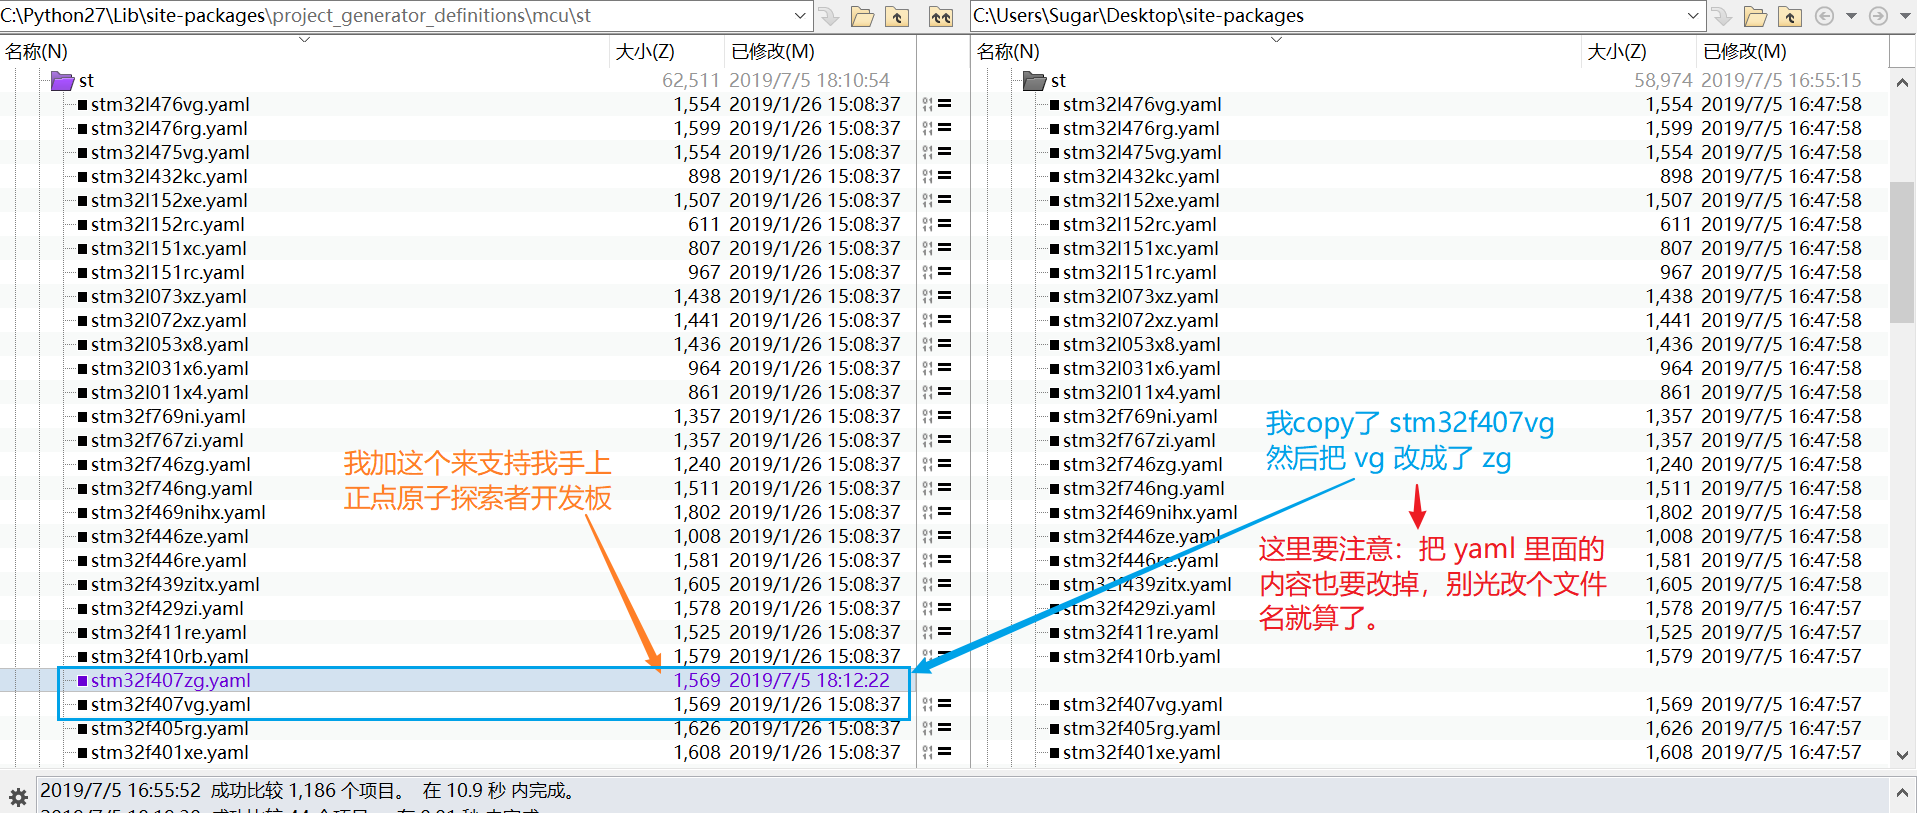 C:\Python27\Lib\site-packages\project_generator_definitions\mcu\st
C:\Users\Sugar\Desktop\site-packages
名称(N) 大小(Z) 已修改(M)
名称(N) 大小(Z) 已修改(M)
st 62,511 2019/7/5 18:10:54
st 58,974 2019/7/5 16:55:15
stm32l476vg.yaml 1,554 2019/1/26 15:08:37 =
stm32l476vg.yaml 1,554 2019/7/5 16:47:58
stm32l476rg.yaml 1,599 2019/1/26 15:08:37 =
stm32l476rg.yaml 1,599 2019/7/5 16:47:58
stm32l475vg.yaml 1,554 2019/1/26 15:08:37 =
stm32l475vg.yaml 1,554 2019/7/5 16:47:58
stm32l432kc.yaml 898 2019/1/26 15:08:37 =
stm32l432kc.yaml 898 2019/7/5 16:47:58
stm32l152xe.yaml 1,507 2019/1/26 15:08:37 =
stm32l152xe.yaml 1,507 2019/7/5 16:47:58
stm32l152rc.yaml 611 2019/1/26 15:08:37 =
stm32l152rc.yaml 611 2019/7/5 16:47:58
stm32l151xc.yaml 807 2019/1/26 15:08:37 =
stm32l151xc.yaml 807 2019/7/5 16:47:58
stm32l151rc.yaml 967 2019/1/26 15:08:37 =
stm32l151rc.yaml 967 2019/7/5 16:47:58
stm32l073xz.yaml 1,438 2019/1/26 15:08:37 =
stm32l073xz.yaml 1,438 2019/7/5 16:47:58
stm32l072xz.yaml 1,441 2019/1/26 15:08:37 =
stm32l072xz.yaml 1,441 2019/7/5 16:47:58
stm32l053x8.yaml 1,436 2019/1/26 15:08:37 =
stm32l053x8.yaml 1,436 2019/7/5 16:47:58
stm32l031x6.yaml 964 2019/1/26 15:08:37 =
stm32l031x6.yaml 964 2019/7/5 16:47:58
stm32l011x4.yaml 861 2019/1/26 15:08:37 =
stm32l011x4.yaml 861 2019/7/5 16:47:58
stm32f769ni.yaml 1,357 2019/1/26 15:08:37 =
stm32f769ni.yaml 1,357 2019/7/5 16:47:58
stm32f767zi.yaml 1,357 2019/1/26 15:08:37 =
stm32f767zi.yaml 1,357 2019/7/5 16:47:58
stm32f746zg.yaml 1,240 2019/1/26 15:08:37 =
stm32f746zg.yaml 1,240 2019/7/5 16:47:58
stm32f746ng.yaml 1,511 2019/1/26 15:08:37 =
stm32f746ng.yaml 1,511 2019/7/5 16:47:58
stm32f469nihx.yaml 1,802 2019/1/26 15:08:37 =
stm32f469nihx.yaml 1,802 2019/7/5 16:47:58
stm32f446ze.yaml 1,008 2019/1/26 15:08:37 =
stm32f446ze.yaml 1,008 2019/7/5 16:47:58
stm32f446re.yaml 1,581 2019/1/26 15:08:37 =
stm32f446re.yaml 1,581 2019/7/5 16:47:58
stm32f439zitx.yaml 1,605 2019/1/26 15:08:37 =
stm32f439zitx.yaml 1,605 2019/7/5 16:47:58
stm32f429zi.yaml 1,578 2019/1/26 15:08:37 =
stm32f429zi.yaml 1,578 2019/7/5 16:47:57
stm32f411re.yaml 1,525 2019/1/26 15:08:37 =
stm32f411re.yaml 1,525 2019/7/5 16:47:57
stm32f410rb.yaml 1,579 2019/1/26 15:08:37 =
stm32f410rb.yaml 1,579 2019/7/5 16:47:57
stm32f407zg.yaml 1,569 2019/7/5 18:12:22
stm32f407vg.yaml 1,569 2019/1/26 15:08:37 =
stm32f407vg.yaml 1,569 2019/7/5 16:47:57
stm32f405rg.yaml 1,626 2019/1/26 15:08:37 =
stm32f405rg.yaml 1,626 2019/7/5 16:47:57
stm32f401xe.yaml 1,608 2019/1/26 15:08:37 =
stm32f401xe.yaml 1,608 2019/7/5 16:47:57
我加这个来支持我手上
正点原子探索者开发板
我copy了 stm32f407vg
然后把 vg 改成了 zg
这里要注意：把 yaml 里面的
内容也要改掉，别光改个文件
名就算了。
2019/7/5 16:55:52 成功比较 1,186 个项目。 在 10.9 秒 内完成。